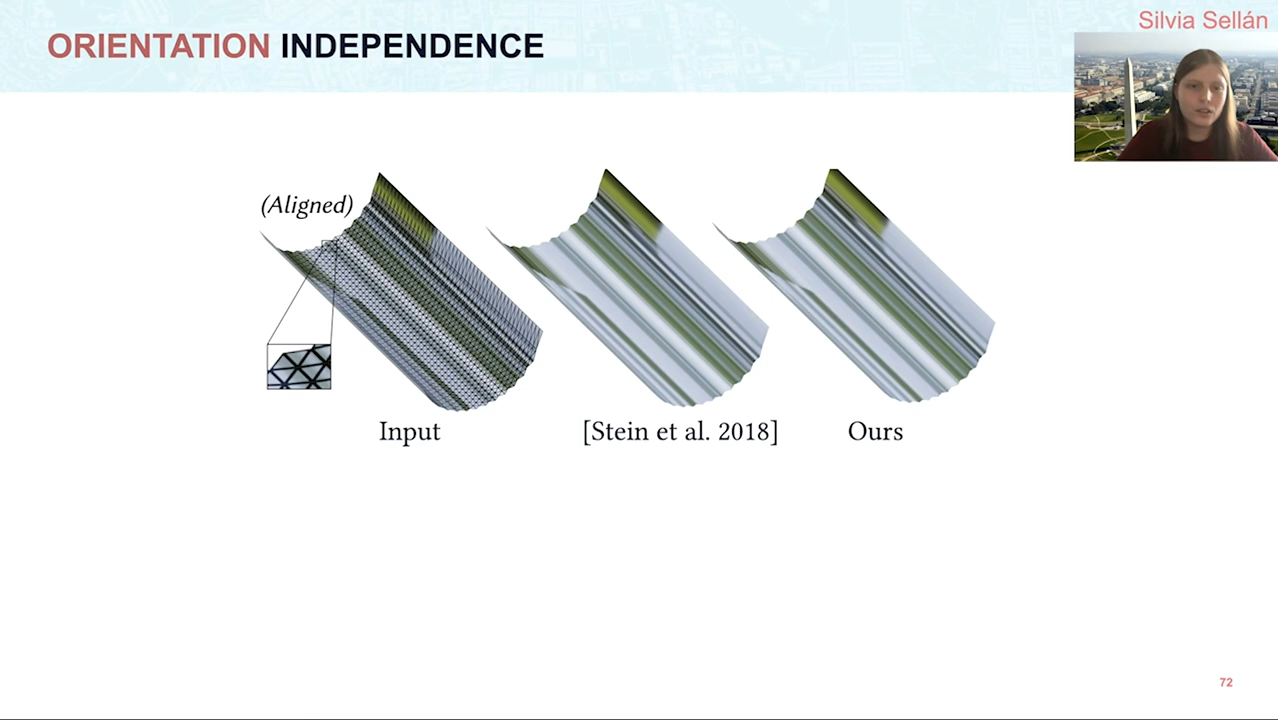 ORIENTATION INDEPENDENCE
Silvia Sellán
(Aligned)
Input
[Stein et al. 2018]
Ours
72